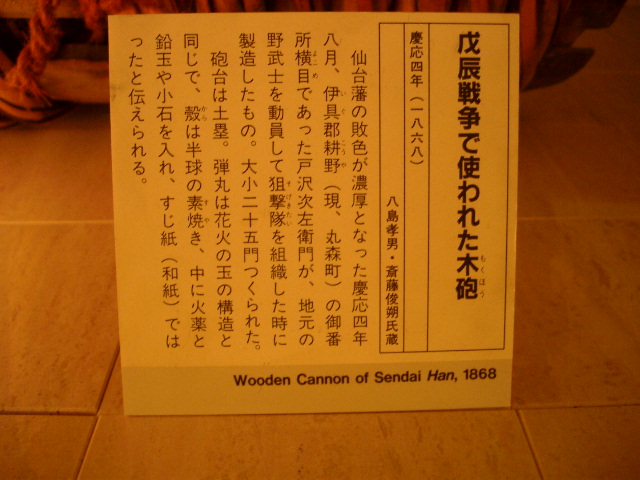 戊辰戦争で使われた木砲
慶応四年（一八六八）
八島孝男・斎藤俊朔氏蔵
仙台藩の敗色が濃厚となった慶応四年
八月、伊具郡耕野（現、丸森町）の御番
所横目であった戸沢次左衛門が、地元の
野武士を動員して狙撃隊を組織した時に
製造したもの。大小二十五門つくられた。
砲台は土塁。弾丸は花火の玉の構造と
同じで、殻は半球の素焼き、中に火薬と
鉛玉や小石を入れ、すじ紙（和紙）では
ったと伝えられる。
Wooden Cannon of Sendai Han, 1868